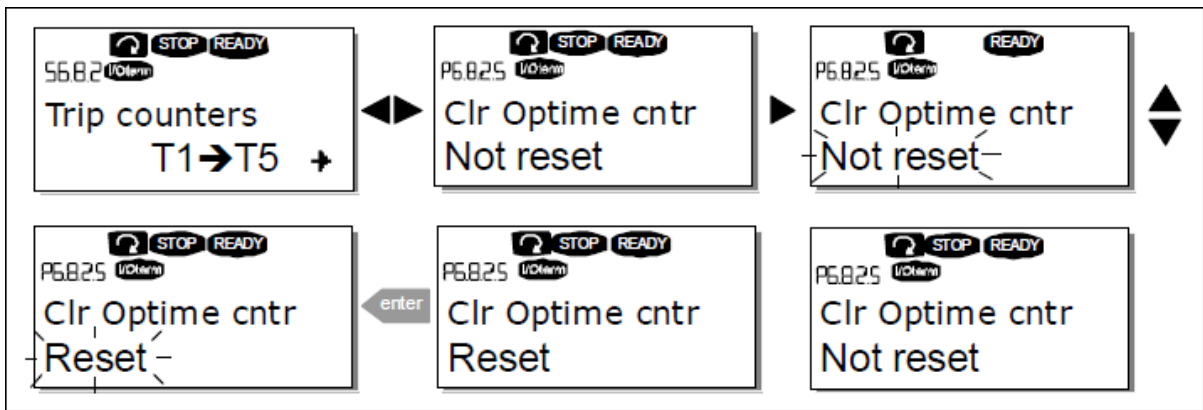 STOP READY
S6.8.2 I/Oterm
Trip counters
T1➔T5
STOP READY
P6.8.2.5 I/Oterm
Clr Optime cntr
Not reset
READY
P6.8.2.5 I/Oterm
Clr Optime cntr
Not reset
STOP READY
P6.8.2.5 I/Oterm
Clr Optime cntr
Reset
enter
STOP READY
P6.8.2.5 I/Oterm
Clr Optime cntr
Reset
STOP READY
P6.8.2.5 I/Oterm
Clr Optime cntr
Not reset